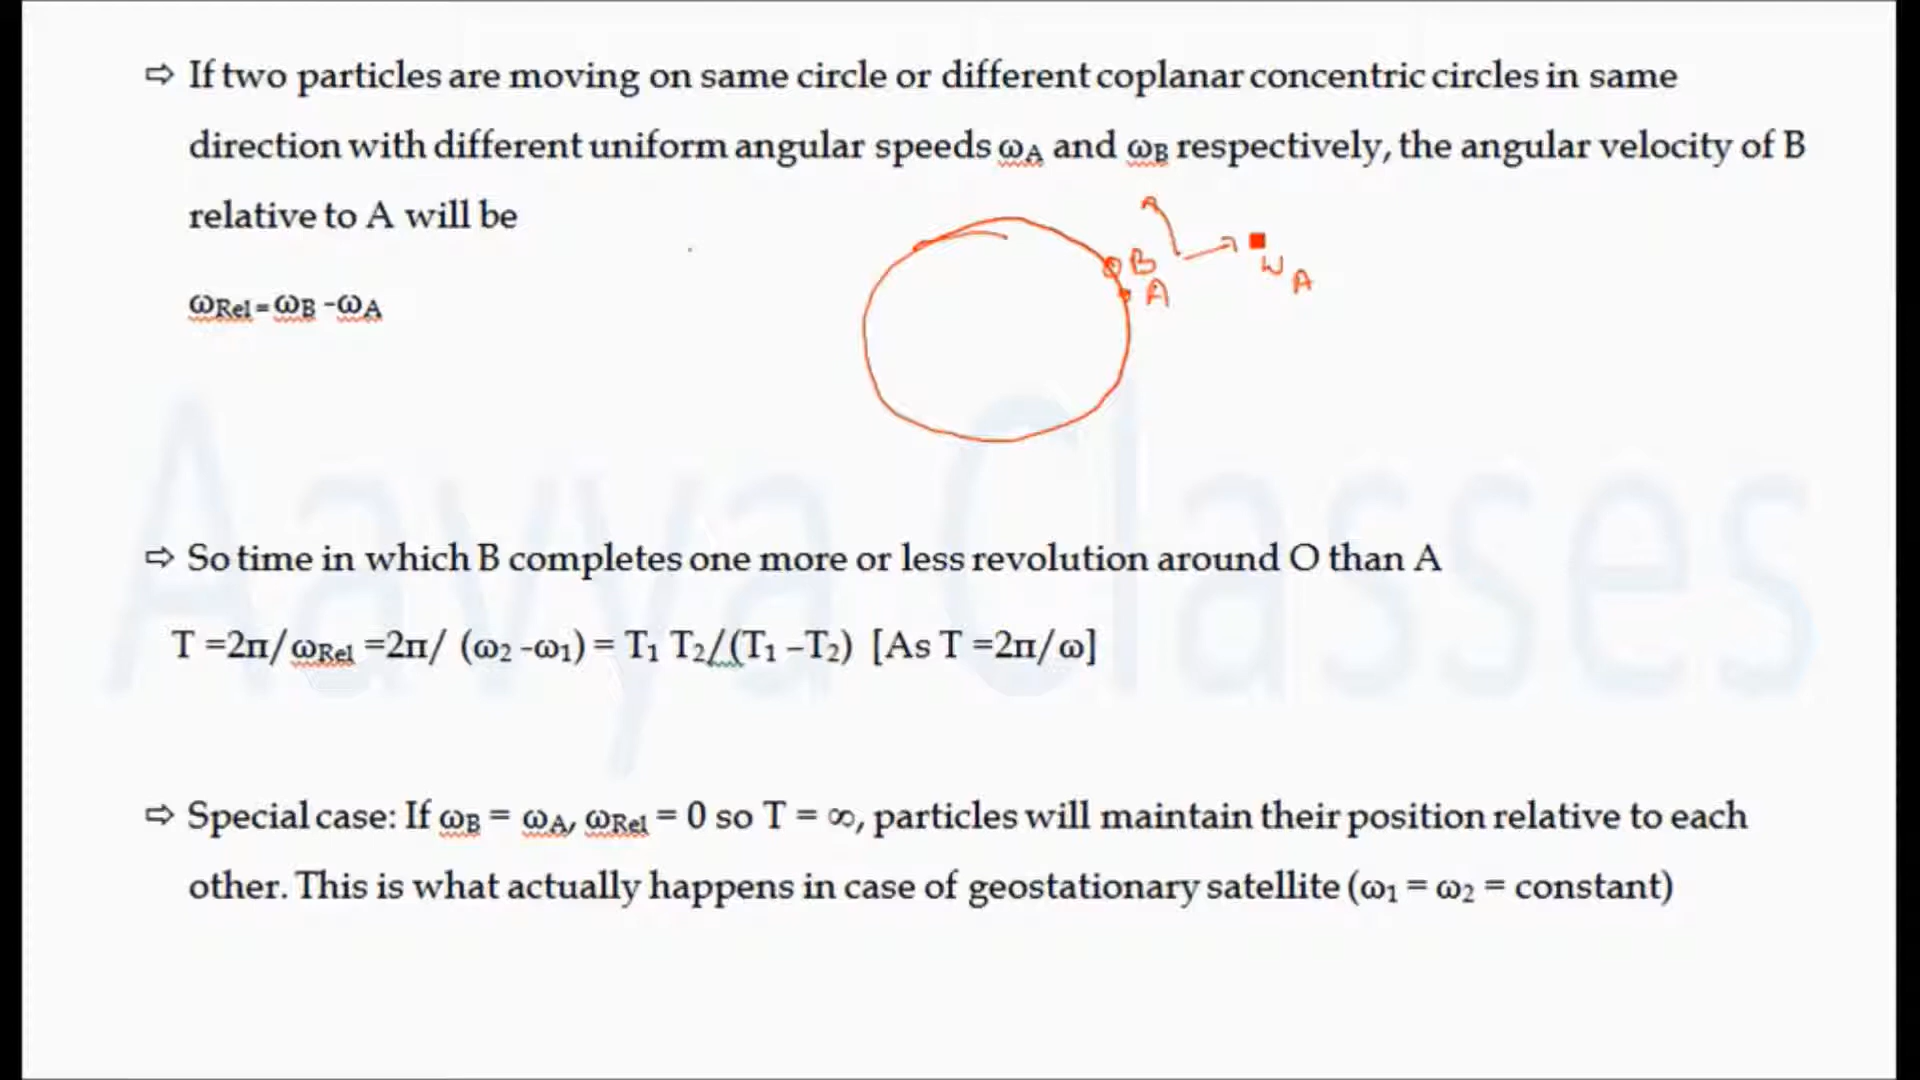 ⇨ If two particles are moving on same circle or different coplanar concentric circles in same
direction with different uniform angular speeds ωA and ωB respectively, the angular velocity of B
relative to A will be
B
A
ωA
ωRel = ωB –ωA
⇨ So time in which B completes one more or less revolution around O than A
T =2π/ωRel =2π/ (ω2 -ω1) = T1 T2/(T1 –T2) [As T =2π/ω]
⇨ Special case: If ωB = ωA, ωRel = 0 so T = ∞, particles will maintain their position relative to each
other. This is what actually happens in case of geostationary satellite (ω1 = ω2 = constant)
Aavya Classes